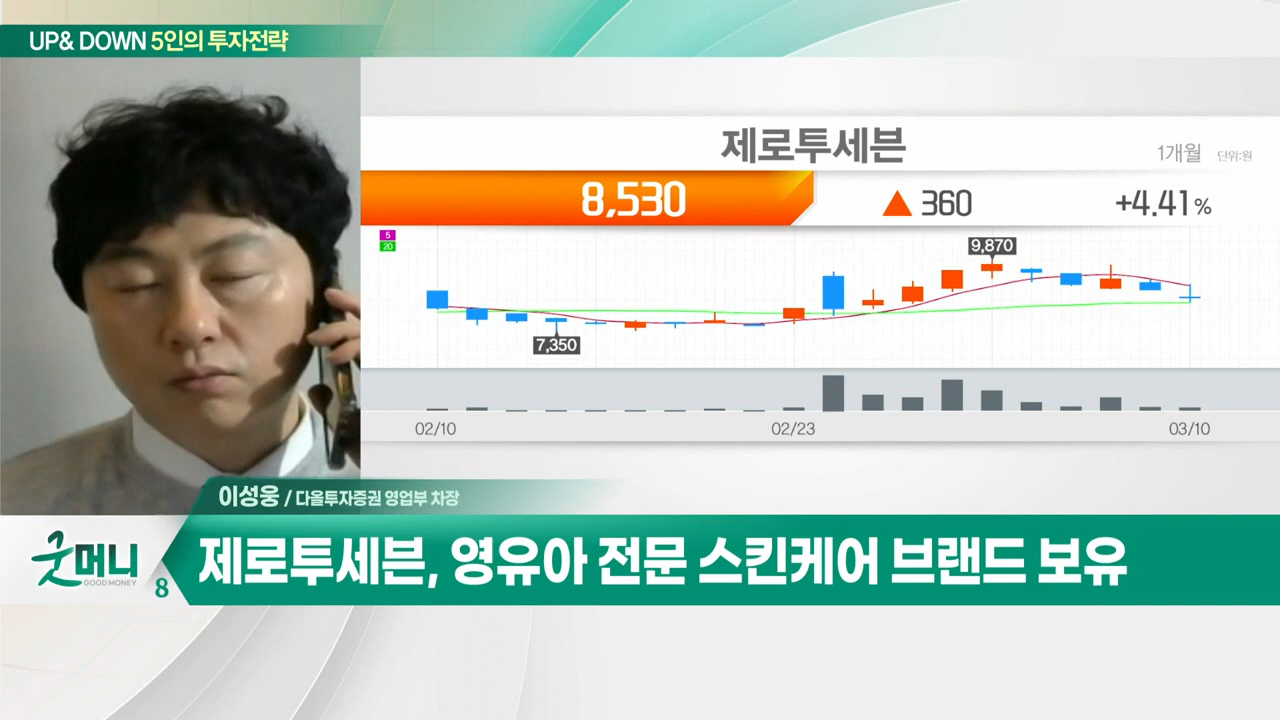 UP& DOWN 5인의 투자전략
제로투세븐
1개월 단위:원
8,530 ▲ 360 +4.41%
5
20
9,870
7,350
02/10 02/23 03/10
이성웅 / 다올투자증권 영업부 차장
굿머니
GOOD MONEY
8
제로투세븐, 영유아 전문 스킨케어 브랜드 보유